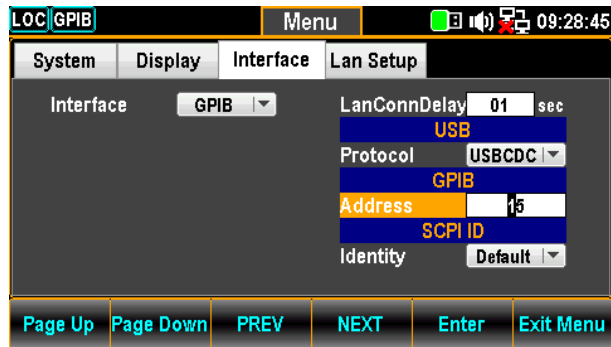 LOC GPIB Menu 09:28:45
System Display Interface Lan Setup
Interface GPIB LanConnDelay 01 sec
USB
Protocol USBCDC
GPIB
Address 15
SCPI ID
Identity Default
Page Up Page Down PREV NEXT Enter Exit Menu